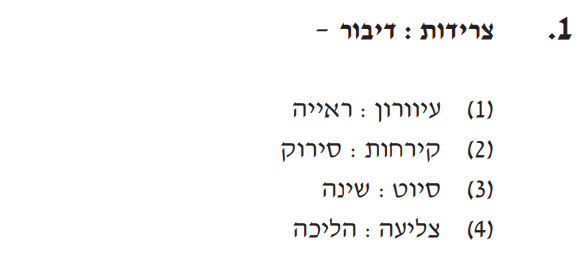 1. צרידות : דיבור –
(1) עיוורון : ראייה
(2) קירחות : סירוק
(3) סיוט : שינה
(4) צליעה : הליכה